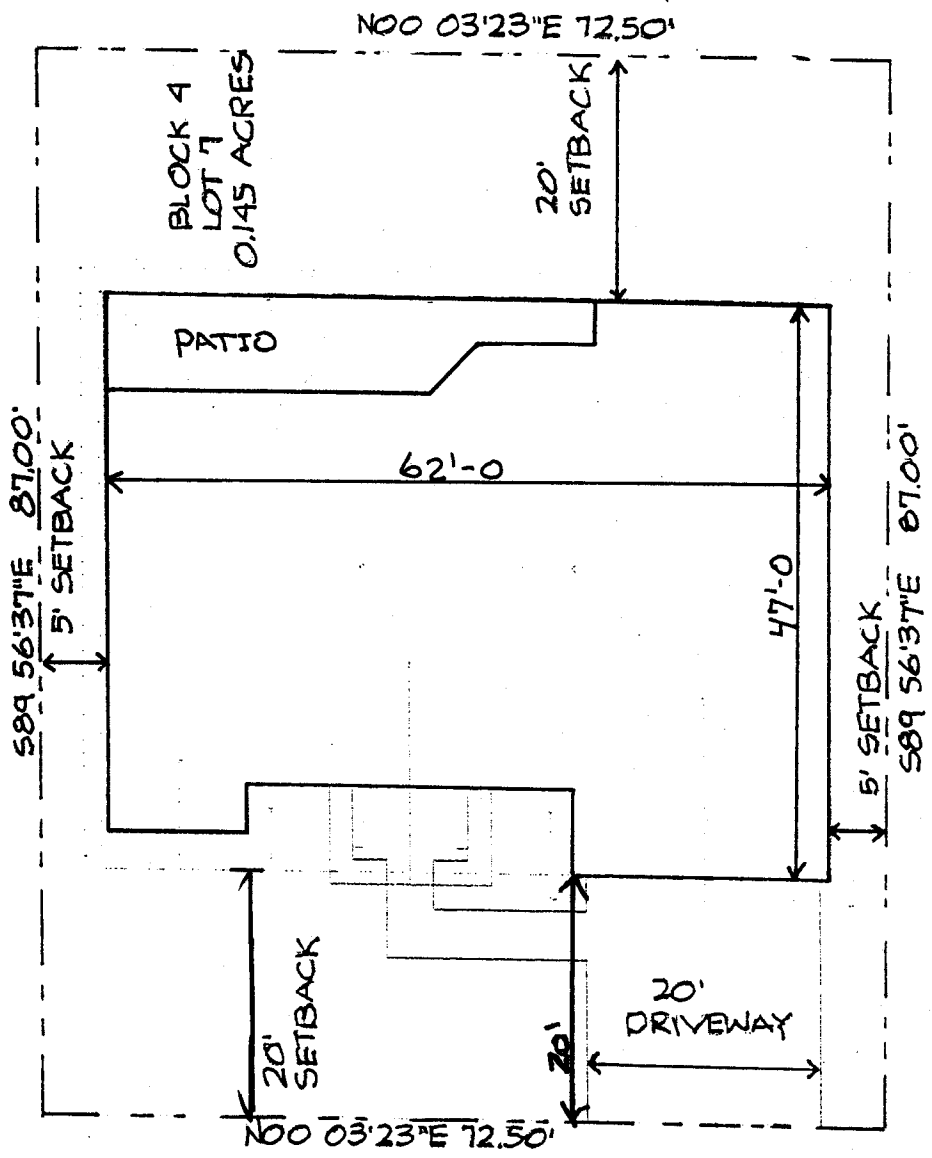 N00 03'23"E 72.50'
BLOCK 4
LOT 7
0.145 ACRES
20'
SETBACK
PATIO
62'-0
47'-0
S89 56'37"E 87.00'
5' SETBACK
5' SETBACK
S89 56'37"E 87.00'
20'
SETBACK
20'
20'
DRIVEWAY
N00 03'23"E 72.50'